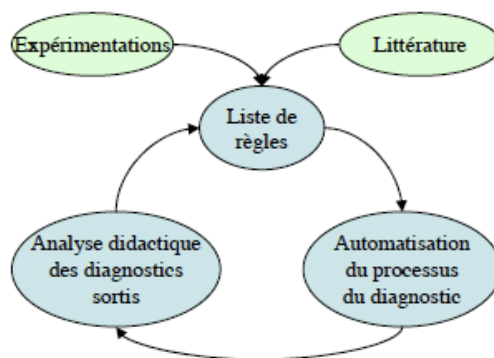 Expérimentations
Littérature
Liste de
règles
Analyse didactique
des diagnostics
sortis
Automatisation
du processus
du diagnostic